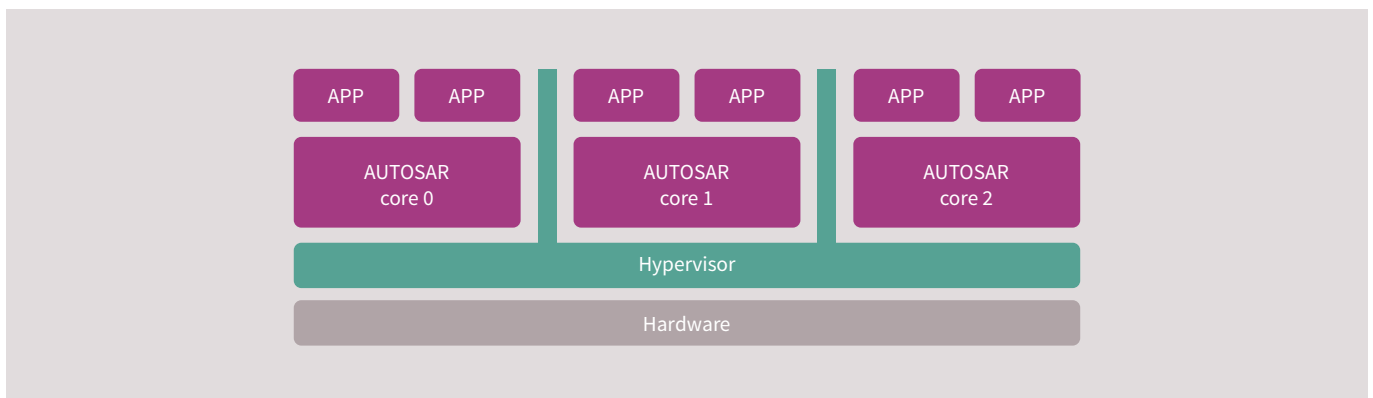 APP
APP
APP
APP
APP
APP
AUTOSAR
core 0
AUTOSAR
core 1
AUTOSAR
core 2
Hypervisor
Hardware